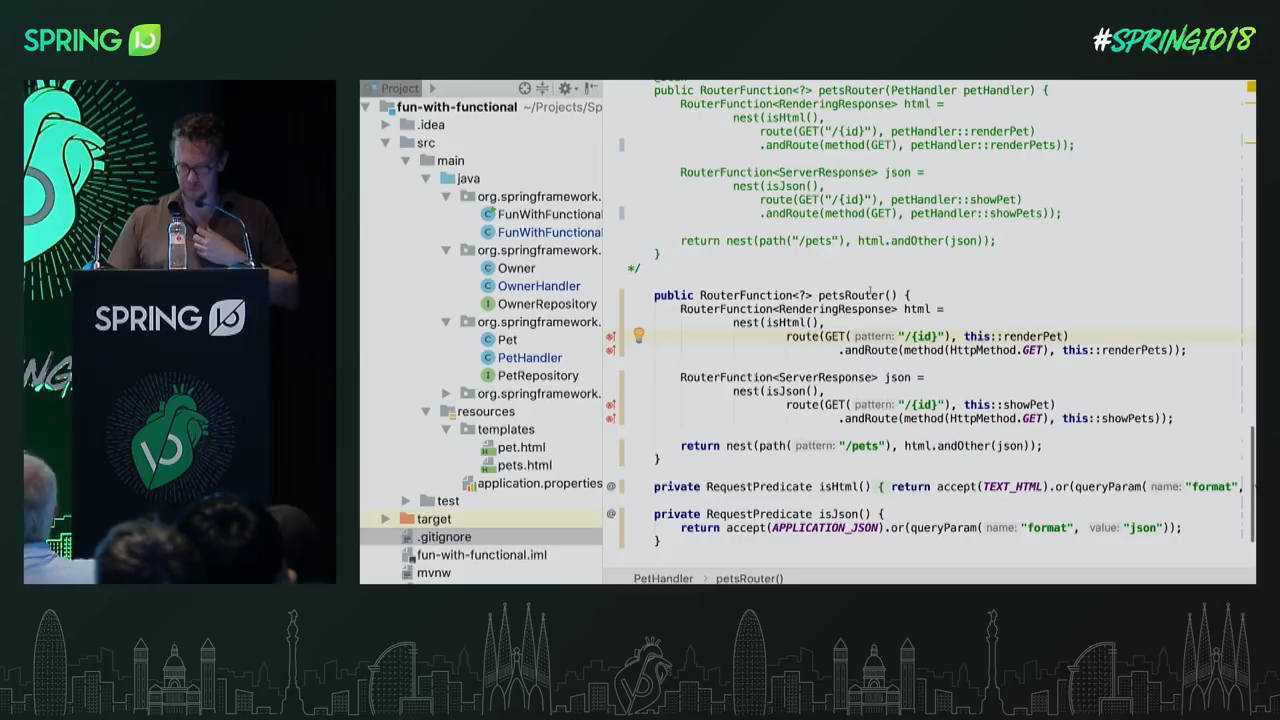 SPRING IO
#SPRINGIO18
SPRING IO
IO
Project
fun-with-functional ~/Projects/Sp
.idea
src
main
java
org.springframework.
FunWithFunctional
FunWithFunctional
org.springframework.
Owner
OwnerHandler
OwnerRepository
org.springframework.
Pet
PetHandler
PetRepository
org.springframework.
resources
templates
pet.html
pets.html
application.properties
test
target
.gitignore
fun-with-functional.iml
mvnw
public RouterFunction<?> petsRouter(PetHandler petHandler) {
RouterFunction<RenderingResponse> html =
nest(isHtml(),
route(GET("/{id}"), petHandler::renderPet)
.andRoute(method(GET), petHandler::renderPets));
RouterFunction<ServerResponse> json =
nest(isJson(),
route(GET("/{id}"), petHandler::showPet)
.andRoute(method(GET), petHandler::showPets));
return nest(path("/pets"), html.andOther(json));
}
*/
public RouterFunction<?> petsRouter() {
RouterFunction<RenderingResponse> html =
nest(isHtml(),
route(GET( pattern: "/{id}"), this::renderPet)
.andRoute(method(HttpMethod.GET), this::renderPets));
RouterFunction<ServerResponse> json =
nest(isJson(),
route(GET( pattern: "/{id}"), this::showPet)
.andRoute(method(HttpMethod.GET), this::showPets));
return nest(path( pattern: "/pets"), html.andOther(json));
}
private RequestPredicate isHtml() { return accept(TEXT_HTML).or(queryParam( name: "format",
private RequestPredicate isJson() {
return accept(APPLICATION_JSON).or(queryParam( name: "format", value: "json"));
}
PetHandler > petsRouter()